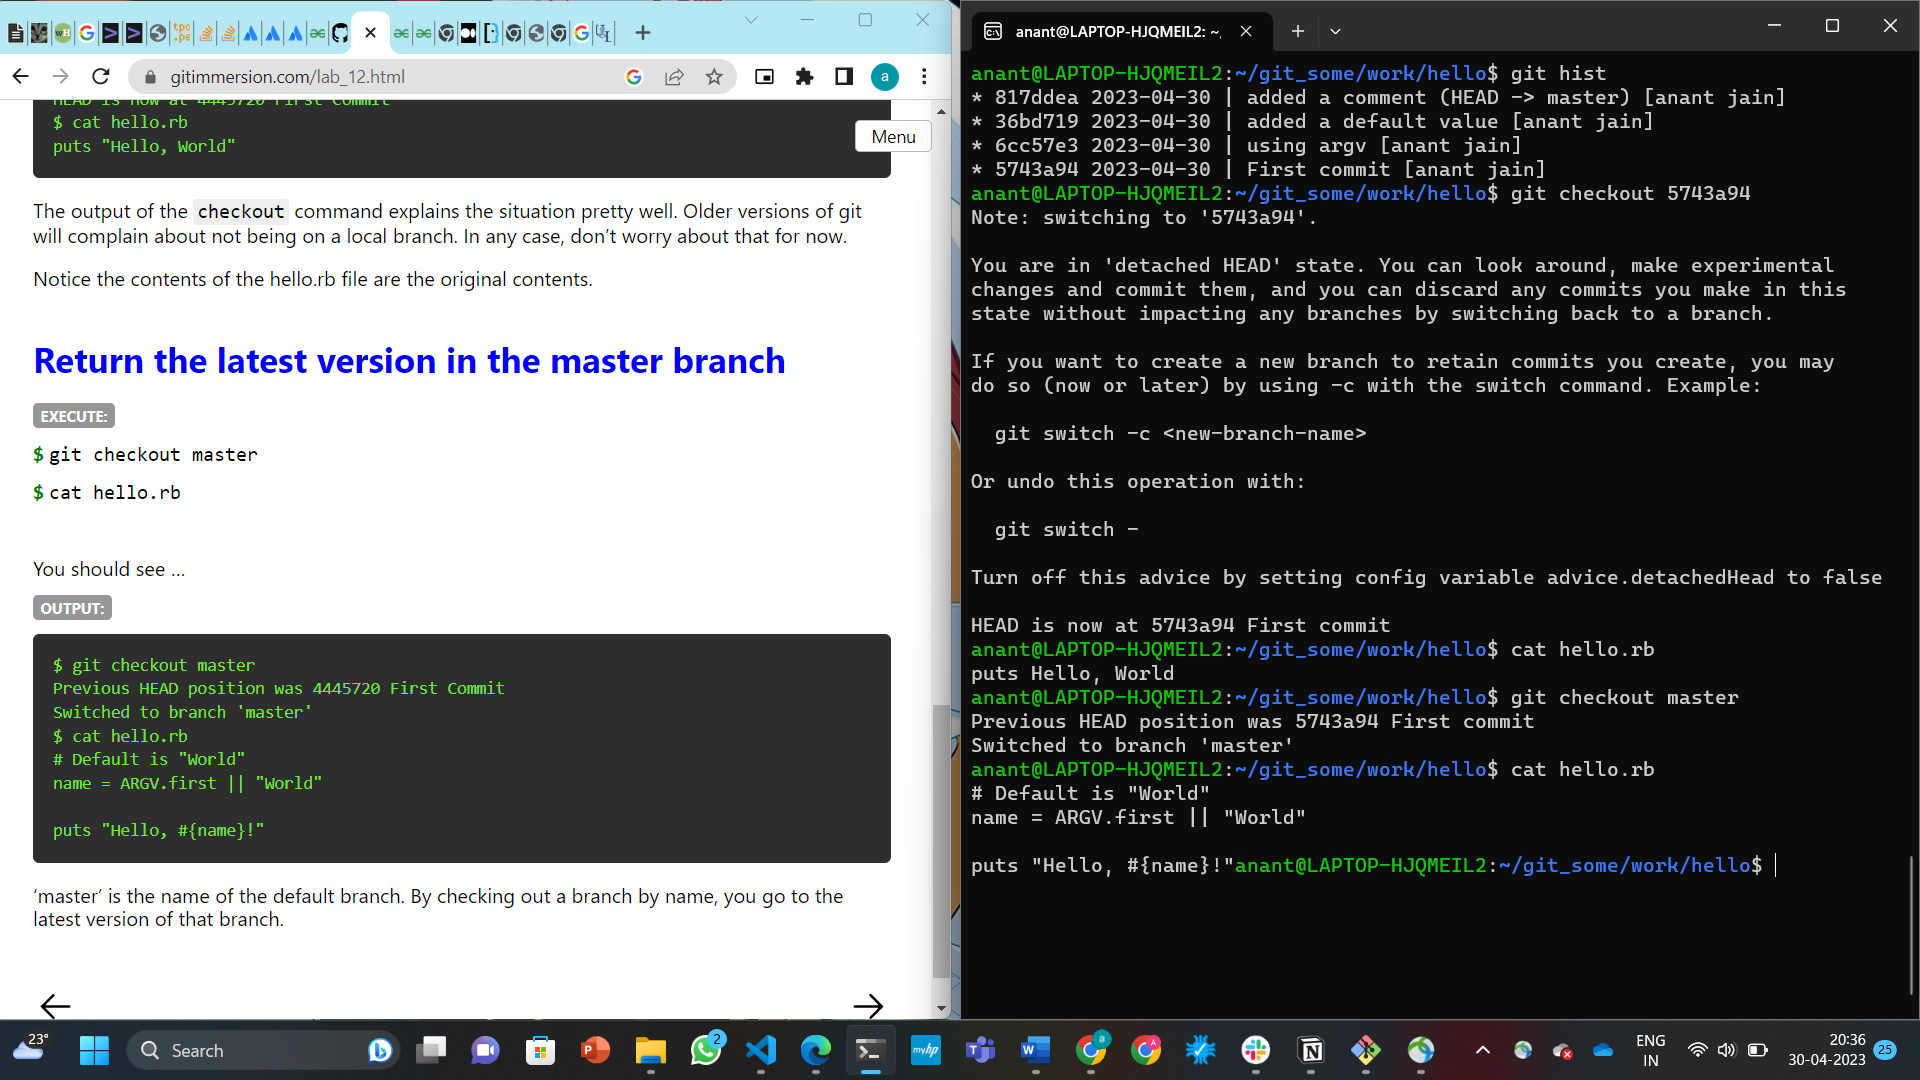 gitimmersion.com/lab_12.html
a
Menu
$ cat hello.rb
puts "Hello, World"
The output of the checkout command explains the situation pretty well. Older versions of git
will complain about not being on a local branch. In any case, don’t worry about that for now.
Notice the contents of the hello.rb file are the original contents.
Return the latest version in the master branch
EXECUTE:
$ git checkout master
$ cat hello.rb
You should see …
OUTPUT:
$ git checkout master
Previous HEAD position was 4445720 First Commit
Switched to branch 'master'
$ cat hello.rb
# Default is "World"
name = ARGV.first || "World"
puts "Hello, #{name}!"
‘master’ is the name of the default branch. By checking out a branch by name, you go to the
latest version of that branch.
anant@LAPTOP-HJQMEIL2: ~,
anant@LAPTOP-HJQMEIL2:~/git_some/work/hello$ git hist
* 817ddea 2023-04-30 | added a comment (HEAD -> master) [anant jain]
* 36bd719 2023-04-30 | added a default value [anant jain]
* 6cc57e3 2023-04-30 | using argv [anant jain]
* 5743a94 2023-04-30 | First commit [anant jain]
anant@LAPTOP-HJQMEIL2:~/git_some/work/hello$ git checkout 5743a94
Note: switching to '5743a94'.
You are in 'detached HEAD' state. You can look around, make experimental
changes and commit them, and you can discard any commits you make in this
state without impacting any branches by switching back to a branch.
If you want to create a new branch to retain commits you create, you may
do so (now or later) by using -c with the switch command. Example:
git switch -c <new-branch-name>
Or undo this operation with:
git switch -
Turn off this advice by setting config variable advice.detachedHead to false
HEAD is now at 5743a94 First commit
anant@LAPTOP-HJQMEIL2:~/git_some/work/hello$ cat hello.rb
puts Hello, World
anant@LAPTOP-HJQMEIL2:~/git_some/work/hello$ git checkout master
Previous HEAD position was 5743a94 First commit
Switched to branch 'master'
anant@LAPTOP-HJQMEIL2:~/git_some/work/hello$ cat hello.rb
# Default is "World"
name = ARGV.first || "World"
puts "Hello, #{name}!"anant@LAPTOP-HJQMEIL2:~/git_some/work/hello$
23°
Search
2
myhp
ENG
IN
20:36
30-04-2023
25